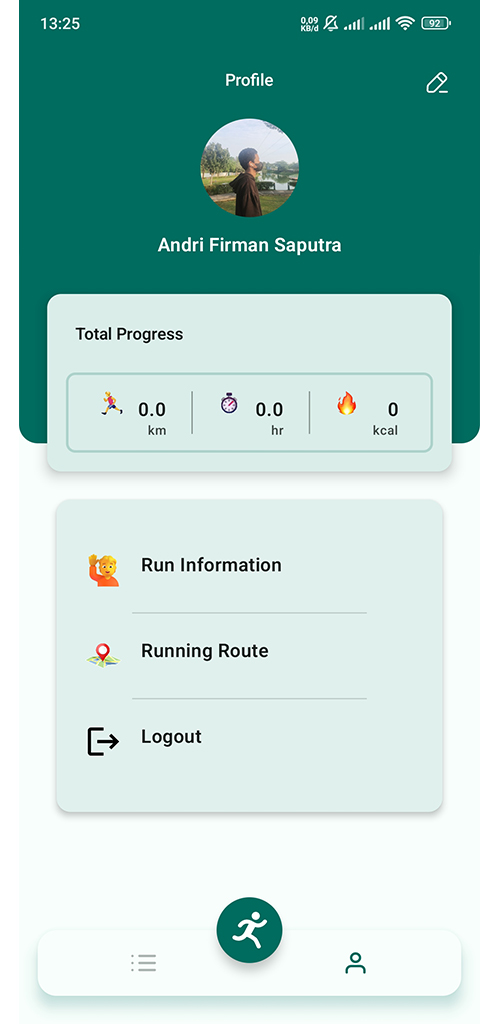 13:25
0,09
KB/d
92
Profile
Andri Firman Saputra
Total Progress
0.0
km
0.0
hr
0
kcal
Run Information
Running Route
Logout